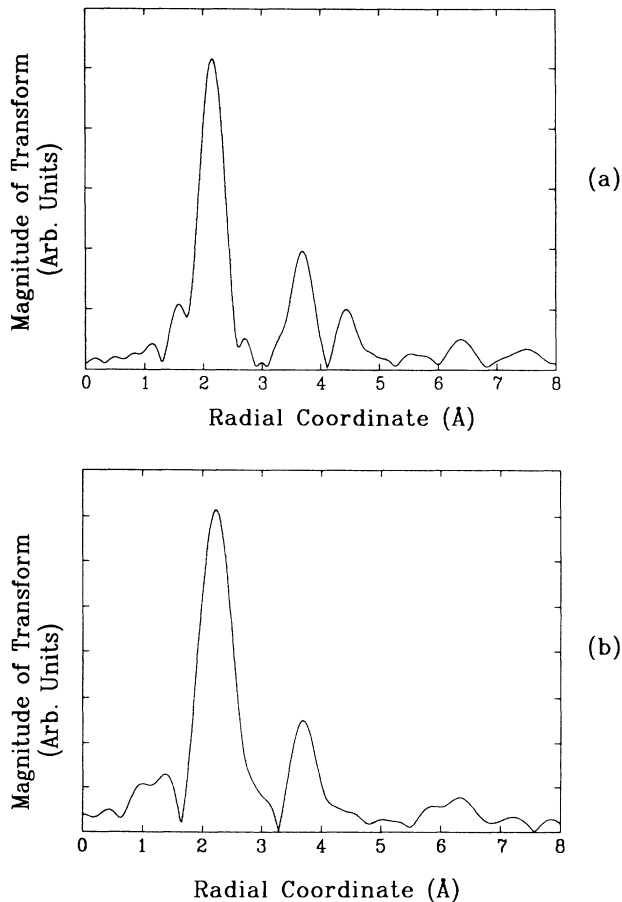 Magnitude of Transform
(Arb. Units)
(a)
0 1 2 3 4 5 6 7 8
Radial Coordinate (Å)
Magnitude of Transform
(Arb. Units)
(b)
0 1 2 3 4 5 6 7 8
Radial Coordinate (Å)